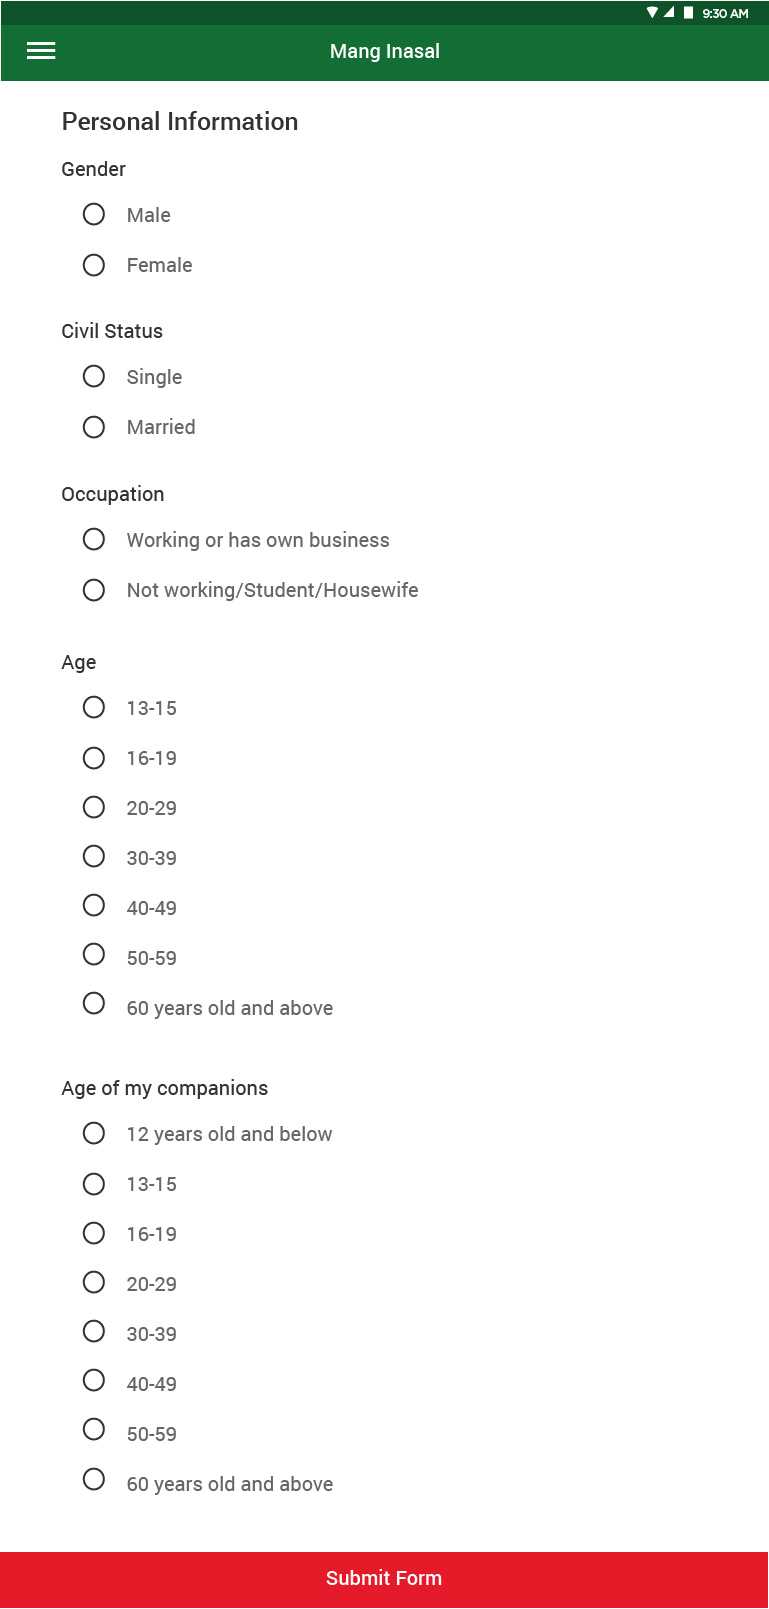 9:30 AM
Mang Inasal
Personal Information
Gender
Male
Female
Civil Status
Single
Married
Occupation
Working or has own business
Not working/Student/Housewife
Age
13-15
16-19
20-29
30-39
40-49
50-59
60 years old and above
Age of my companions
12 years old and below
13-15
16-19
20-29
30-39
40-49
50-59
60 years old and above
Submit Form